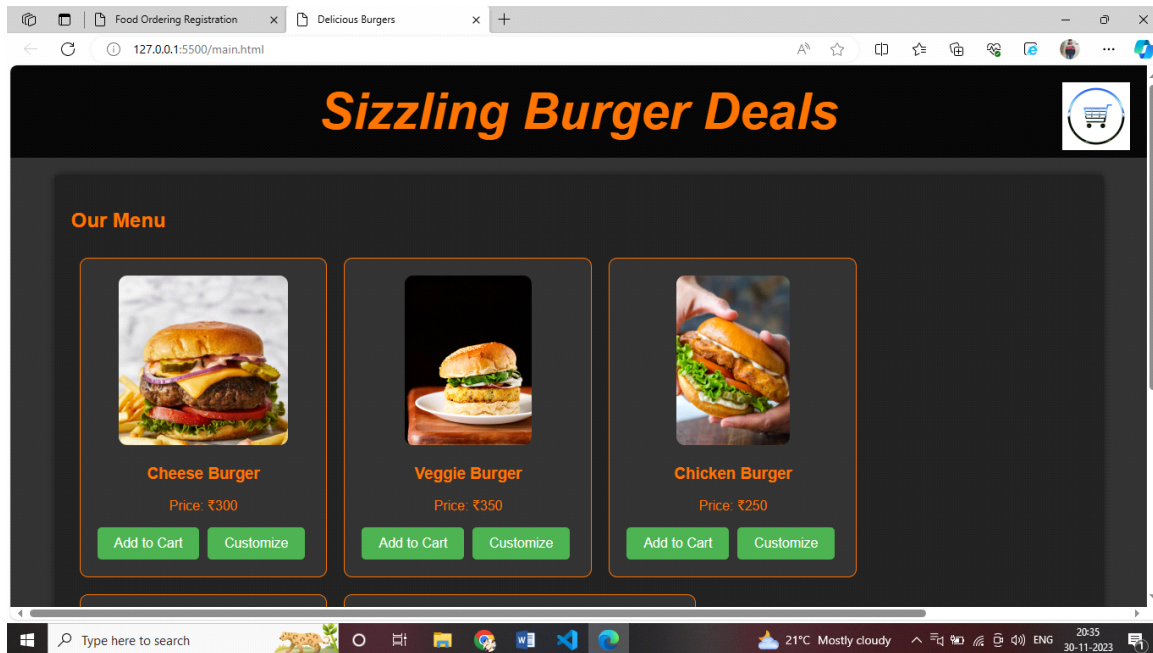 Food Ordering Registration
Delicious Burgers
127.0.0.1:5500/main.html
Sizzling Burger Deals
Our Menu
Cheese Burger
Price: ₹300
Add to Cart Customize
Veggie Burger
Price: ₹350
Add to Cart Customize
Chicken Burger
Price: ₹250
Add to Cart Customize
Type here to search
21°C Mostly cloudy
ENG
20:35
30-11-2023
1